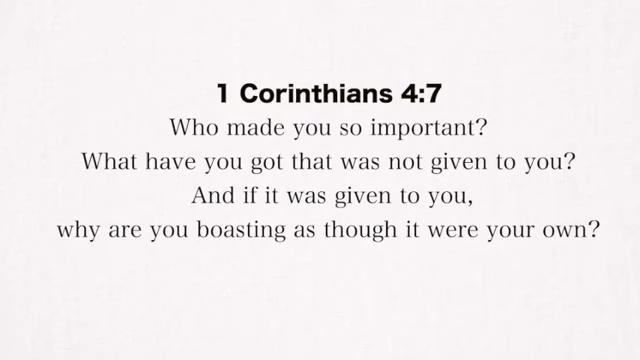 1 Corinthians 4:7
Who made you so important?
What have you got that was not given to you?
And if it was given to you,
why are you boasting as though it were your own?